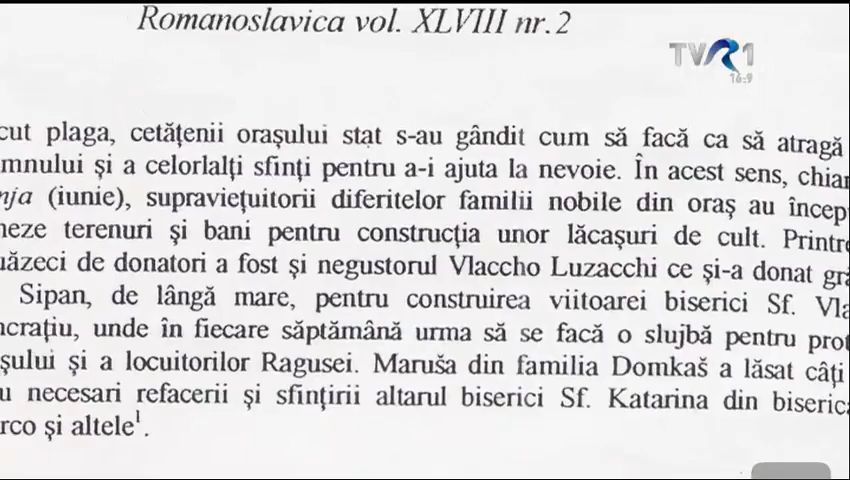 Romanoslavica vol. XLVIII nr.2
TVR1
16:9
cut plaga, cetățenii orașului stat s-au gândit cum să facă ca să atragă
mnului și a celorlalți sfinți pentru a-i ajuta la nevoie. În acest sens, chiar
nja (iunie), supraviețuitorii diferitelor familii nobile din oraș au încep
neze terenuri și bani pentru construcția unor lăcașuri de cult. Printre
uăzeci de donatori a fost și negustorul Vlaccho Luzacchi ce și-a donat gră
Sipan, de lângă mare, pentru construirea viitoarei biserici Sf. Vla
ncrațiu, unde în fiecare săptămână urma să se facă o slujbă pentru prot
șului și a locuitorilor Ragusei. Maruša din familia Domkaš a lăsat câți
u necesari refacerii și sfințirii altarul biserici Sf. Katarina din biserica
rco și altele1.